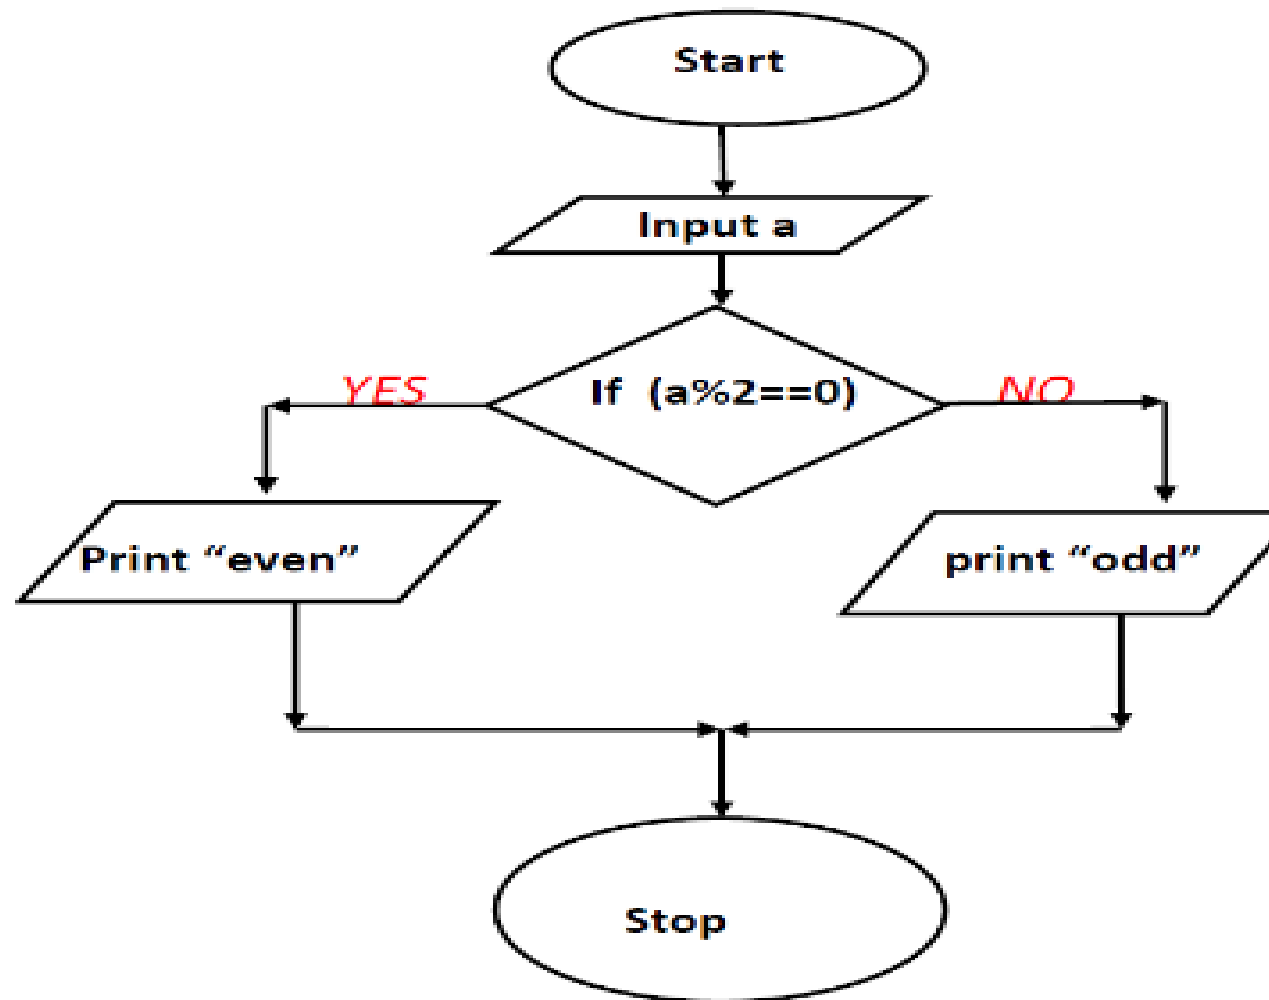 Start
Input a
If  (a%2==0)
YES
NO
Print “even”
print “odd”
Stop